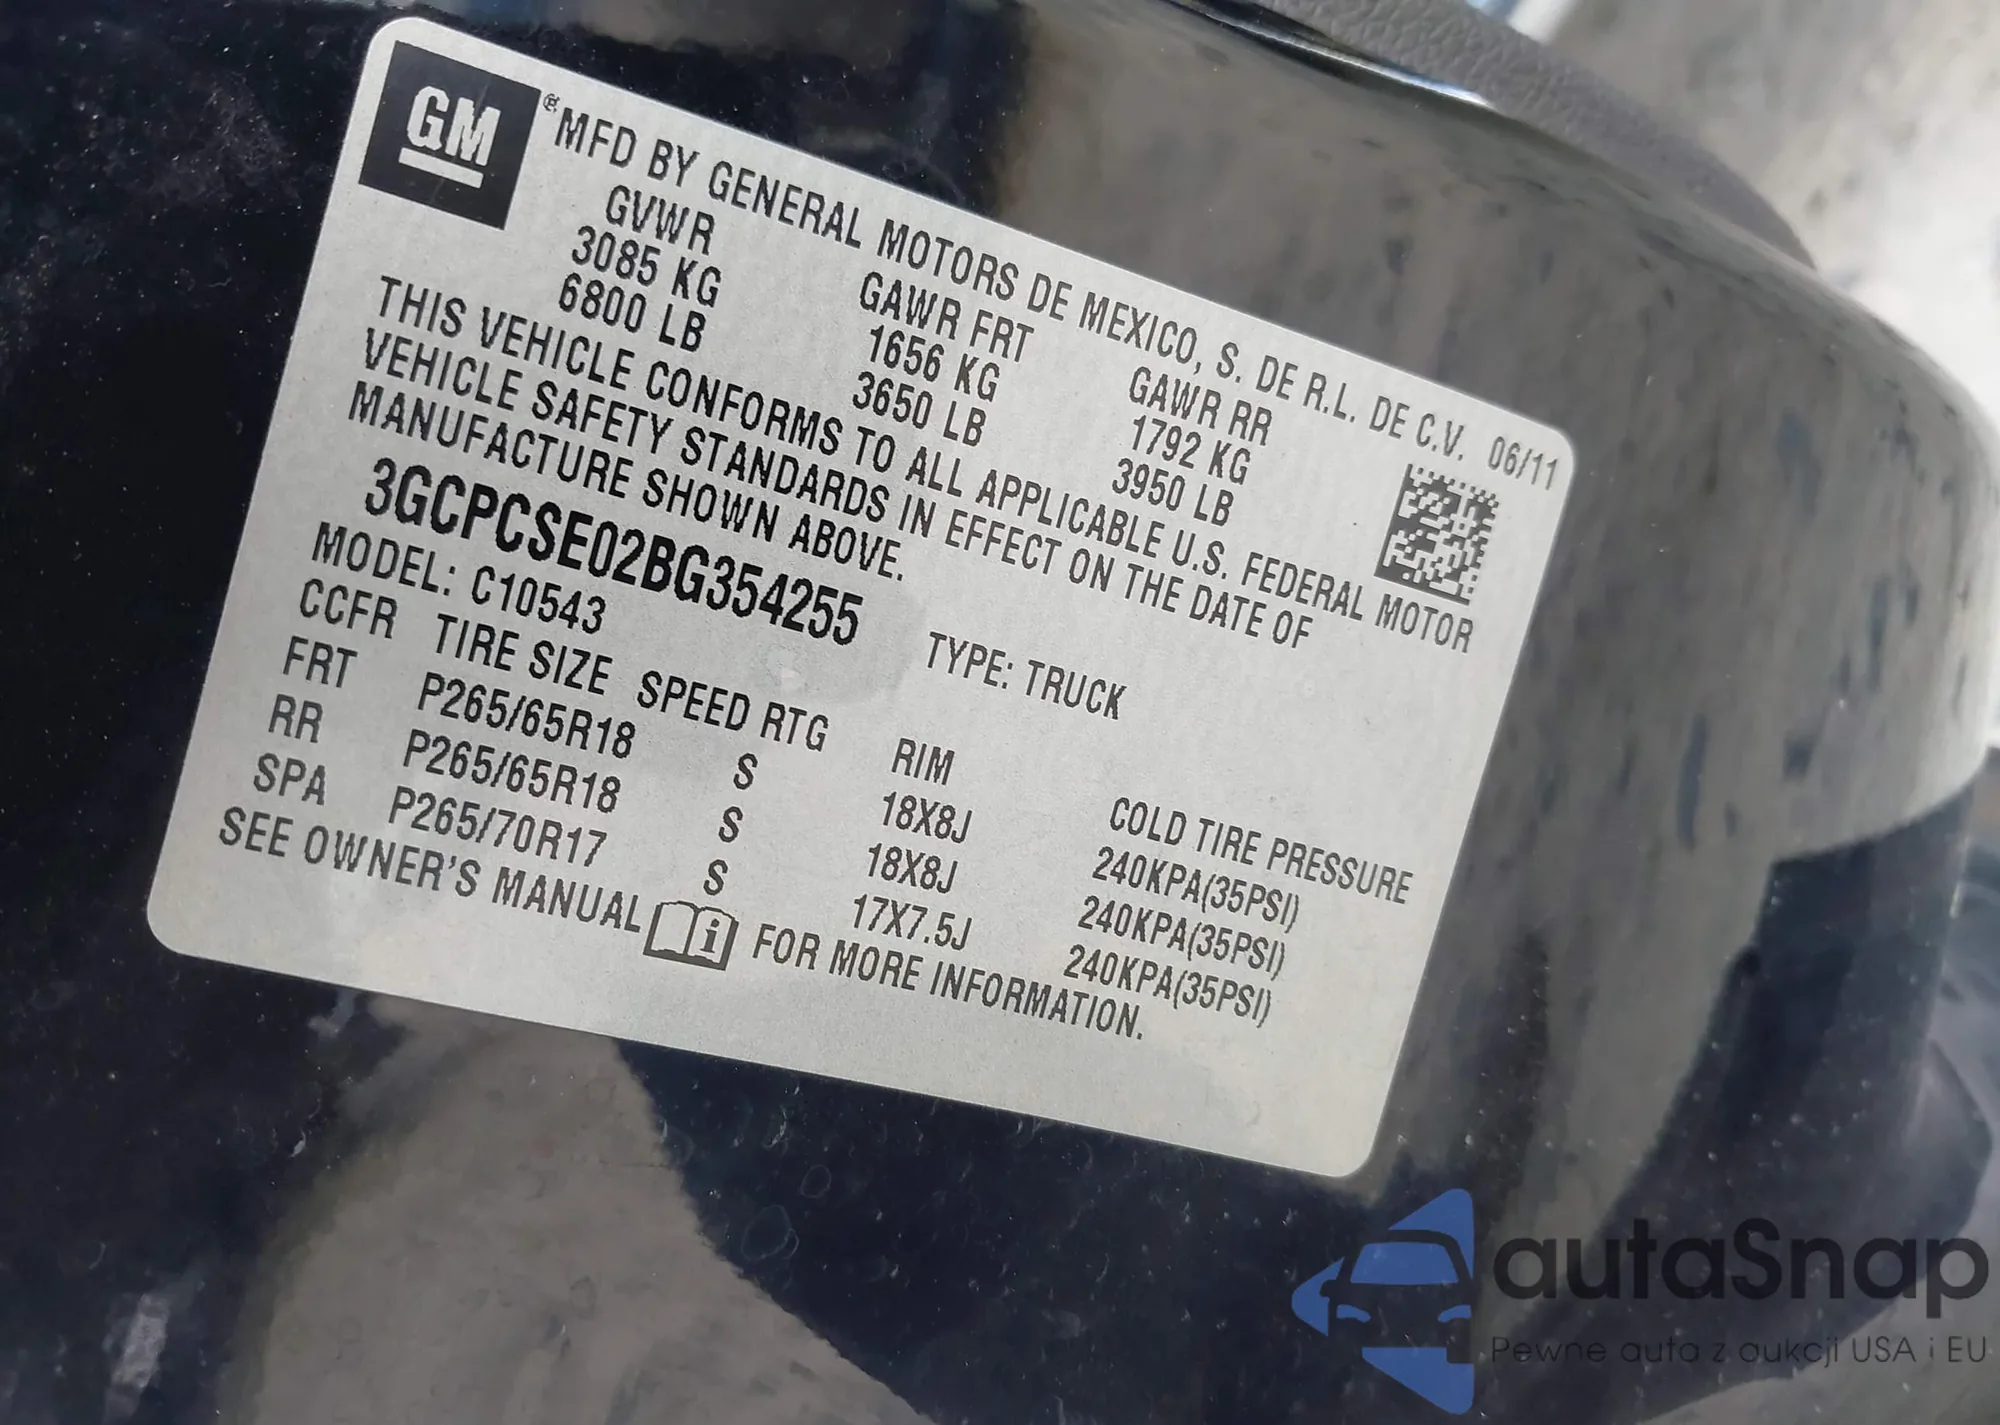 GM
® MFD BY GENERAL MOTORS DE MEXICO, S. DE R.L. DE C.V. 06/11
GVWR GAWR FRT GAWR RR
3085 KG 1656 KG 1792 KG
6800 LB 3650 LB 3950 LB
THIS VEHICLE CONFORMS TO ALL APPLICABLE U.S. FEDERAL MOTOR
VEHICLE SAFETY STANDARDS IN EFFECT ON THE DATE OF
MANUFACTURE SHOWN ABOVE.
3GCPCSE02BG354255 TYPE: TRUCK
MODEL: C10543
CCFR TIRE SIZE SPEED RTG RIM COLD TIRE PRESSURE
FRT P265/65R18 S 18X8J 240KPA(35PSI)
RR P265/65R18 S 18X8J 240KPA(35PSI)
SPA P265/70R17 S 17X7.5J 240KPA(35PSI)
SEE OWNER'S MANUAL i FOR MORE INFORMATION.
autaSnap
Pewne auta z aukcji USA i EU